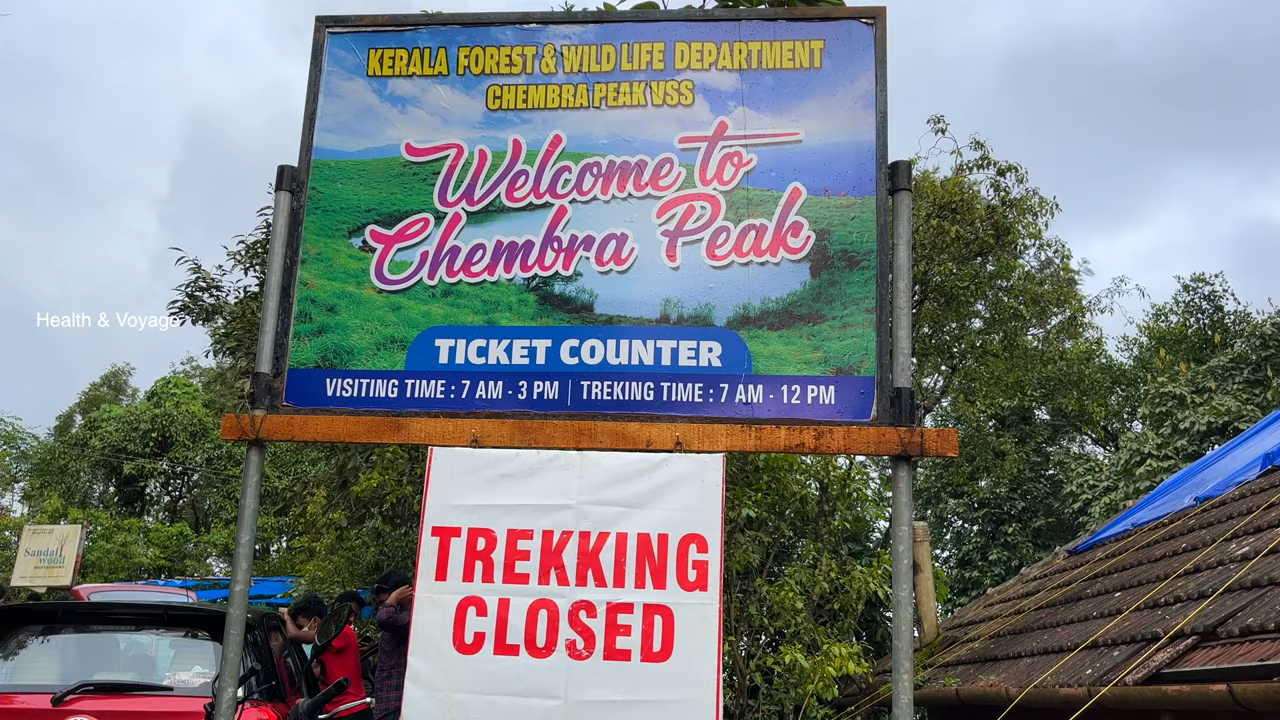 KERALA FOREST & WILD LIFE DEPARTMENT
CHEMBRA PEAK VSS
Welcome to
Chembra Peak
TICKET COUNTER
VISITING TIME : 7 AM - 3 PM | TREKING TIME : 7 AM - 12 PM
Health & Voyage
TREKKING
CLOSED
Sandal
wood